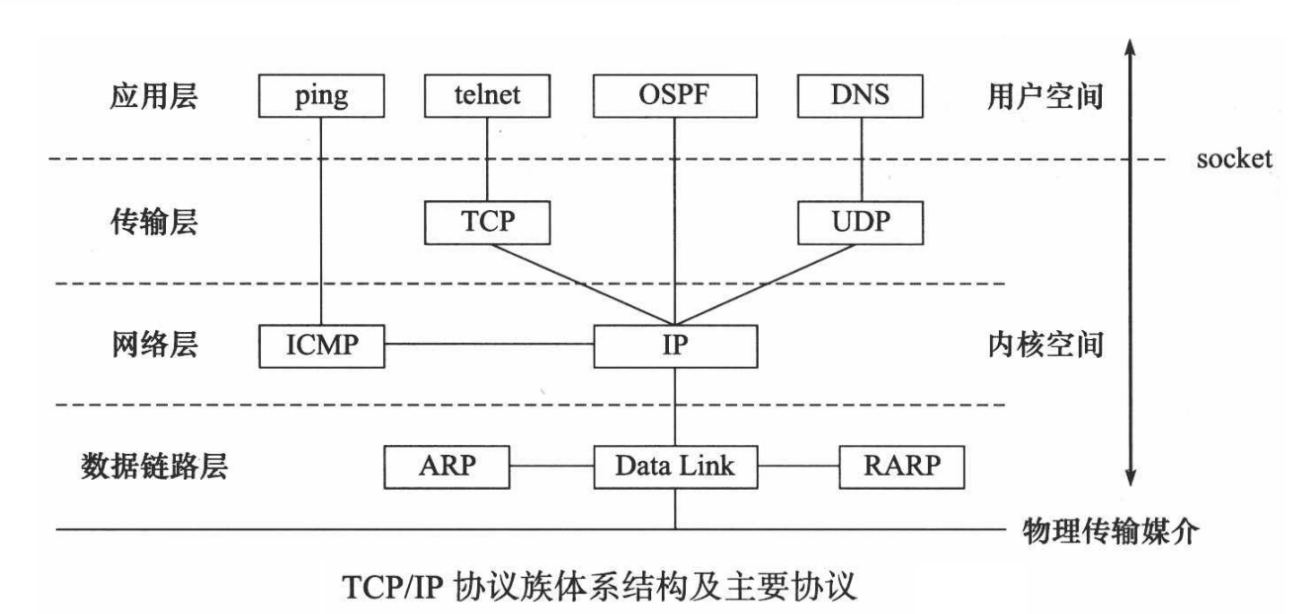 应用层 ping telnet OSPF DNS 用户空间
socket
传输层 TCP UDP
网络层 ICMP IP 内核空间
数据链路层 ARP Data Link RARP
物理传输媒介
TCP/IP 协议族体系结构及主要协议